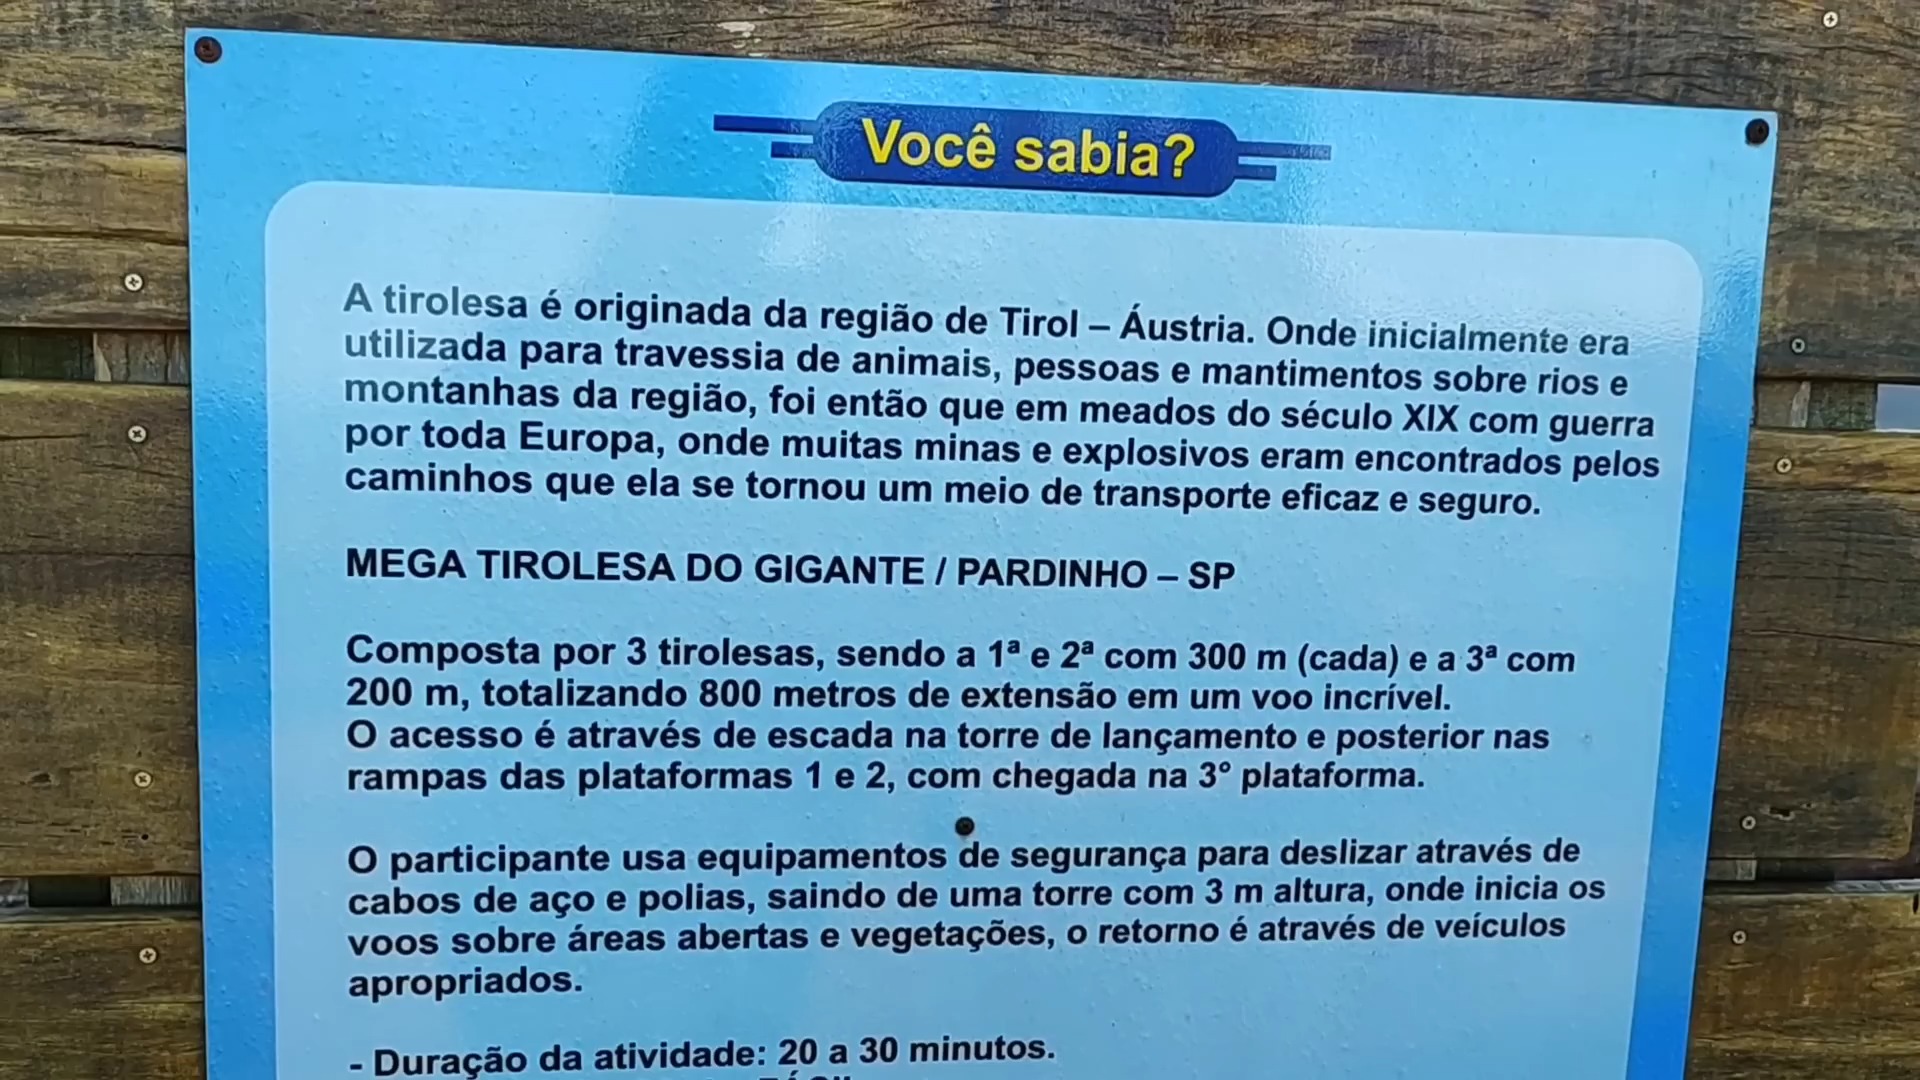 Você sabia?
A tirolesa é originada da região de Tirol – Áustria. Onde inicialmente era
utilizada para travessia de animais, pessoas e mantimentos sobre rios e
montanhas da região, foi então que em meados do século XIX com guerra
por toda Europa, onde muitas minas e explosivos eram encontrados pelos
caminhos que ela se tornou um meio de transporte eficaz e seguro.
MEGA TIROLESA DO GIGANTE / PARDINHO – SP
Composta por 3 tirolesas, sendo a 1ª e 2ª com 300 m (cada) e a 3ª com
200 m, totalizando 800 metros de extensão em um voo incrível.
O acesso é através de escada na torre de lançamento e posterior nas
rampas das plataformas 1 e 2, com chegada na 3° plataforma.
O participante usa equipamentos de segurança para deslizar através de
cabos de aço e polias, saindo de uma torre com 3 m altura, onde inicia os
voos sobre áreas abertas e vegetações, o retorno é através de veículos
apropriados.
- Duração da atividade: 20 a 30 minutos.